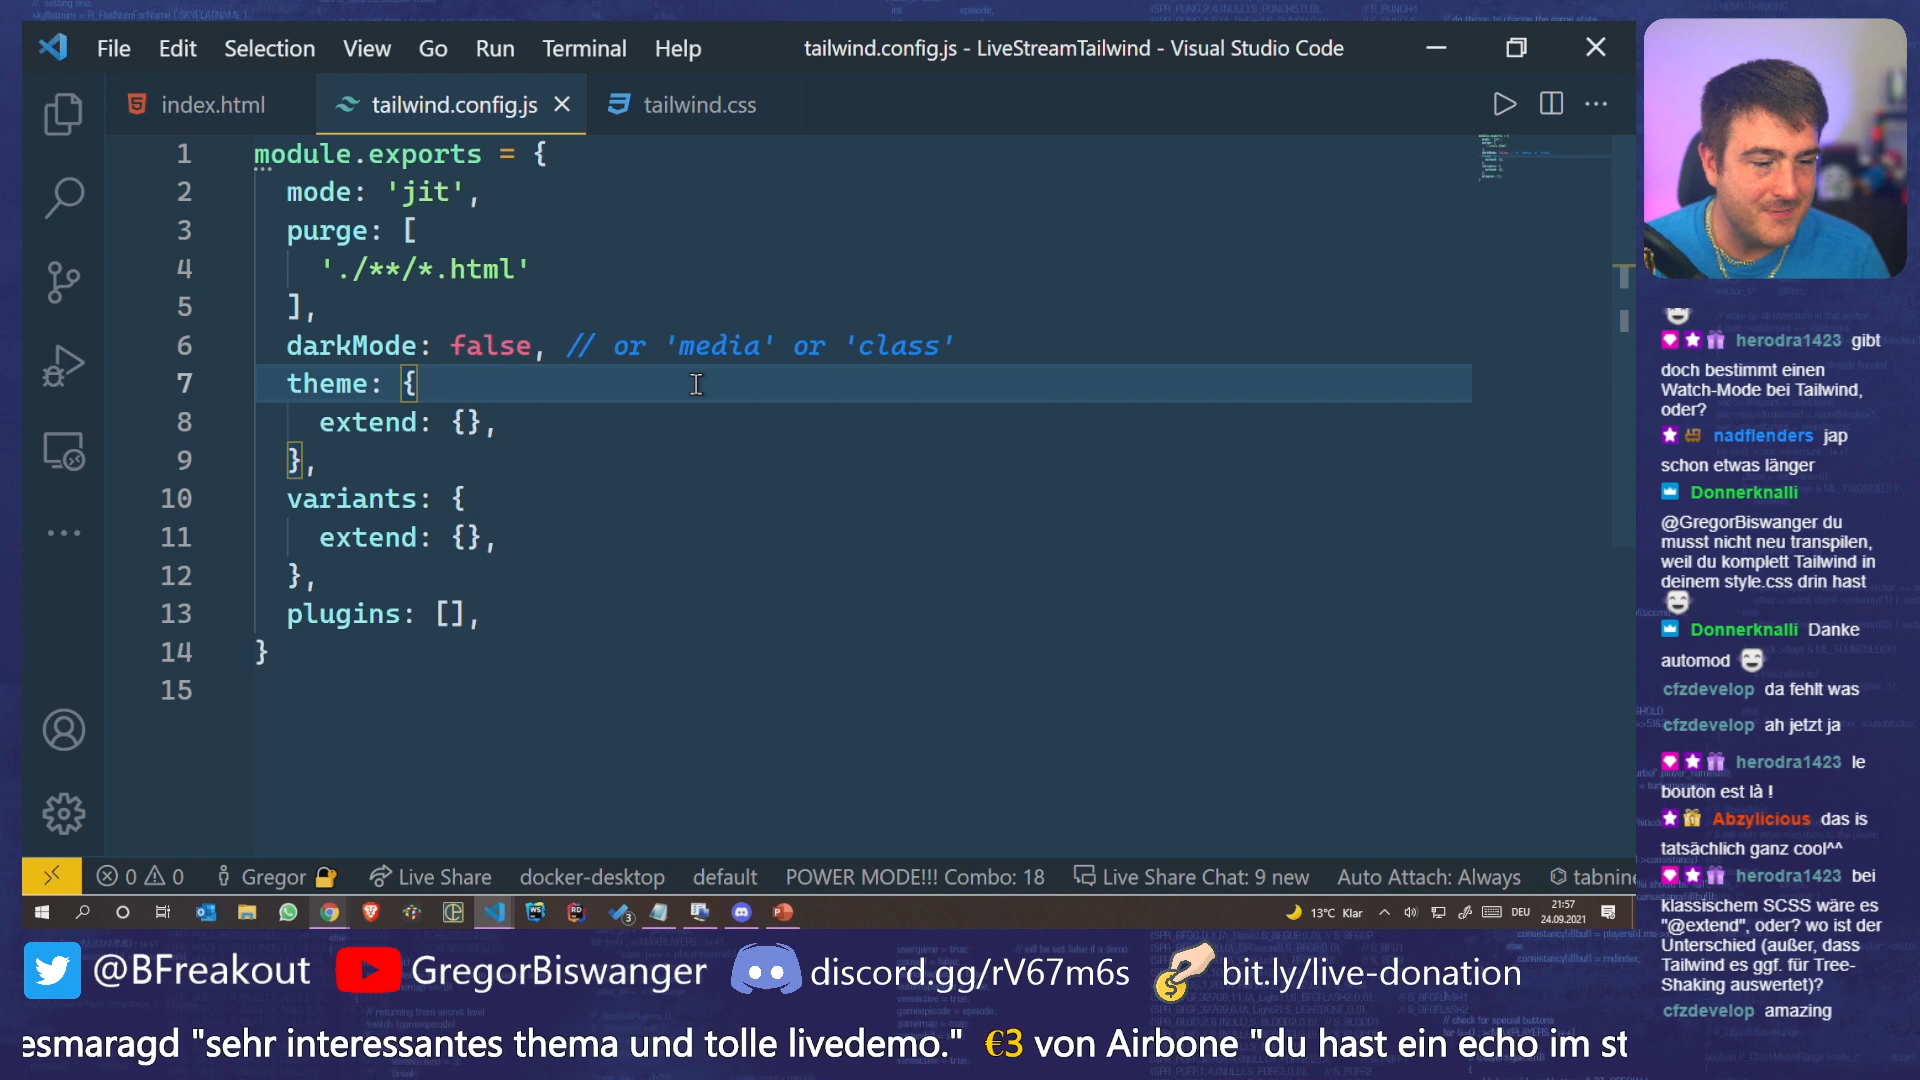 File Edit Selection View Go Run Terminal Help tailwind.config.js - LiveStreamTailwind - Visual Studio Code
index.html tailwind.config.js tailwind.css
1 module.exports = {
2 mode: 'jit',
3 purge: [
4 './**/*.html'
5 ],
6 darkMode: false, // or 'media' or 'class'
7 theme: {
8 extend: {},
9 },
10 variants: {
11 extend: {},
12 },
13 plugins: [],
14 }
15
0 0 Gregor Live Share docker-desktop default POWER MODE!!! Combo: 18 Live Share Chat: 9 new Auto Attach: Always tabnine
3 13°C Klar DEU 21:57
24.09.2021
herodra1423 gibt
doch bestimmt einen
Watch-Mode bei Tailwind,
oder?
nadflenders jap
schon etwas länger
Donnerknalli
@GregorBiswanger du
musst nicht neu transpilen,
weil du komplett Tailwind in
deinem style.css drin hast
Donnerknalli Danke
automod
cfzdevelop da fehlt was
cfzdevelop ah jetzt ja
herodra1423 le
bouton est là !
Abzylicious das is
tatsächlich ganz cool^^
herodra1423 bei
klassischem SCSS wäre es
"@extend", oder? wo ist der
Unterschied (außer, dass
Tailwind es ggf. für Tree-
Shaking auswertet)?
cfzdevelop amazing
@BFreakout GregorBiswanger discord.gg/rV67m6s bit.ly/live-donation
esmaragd "sehr interessantes thema und tolle livedemo." €3 von Airbone "du hast ein echo im st